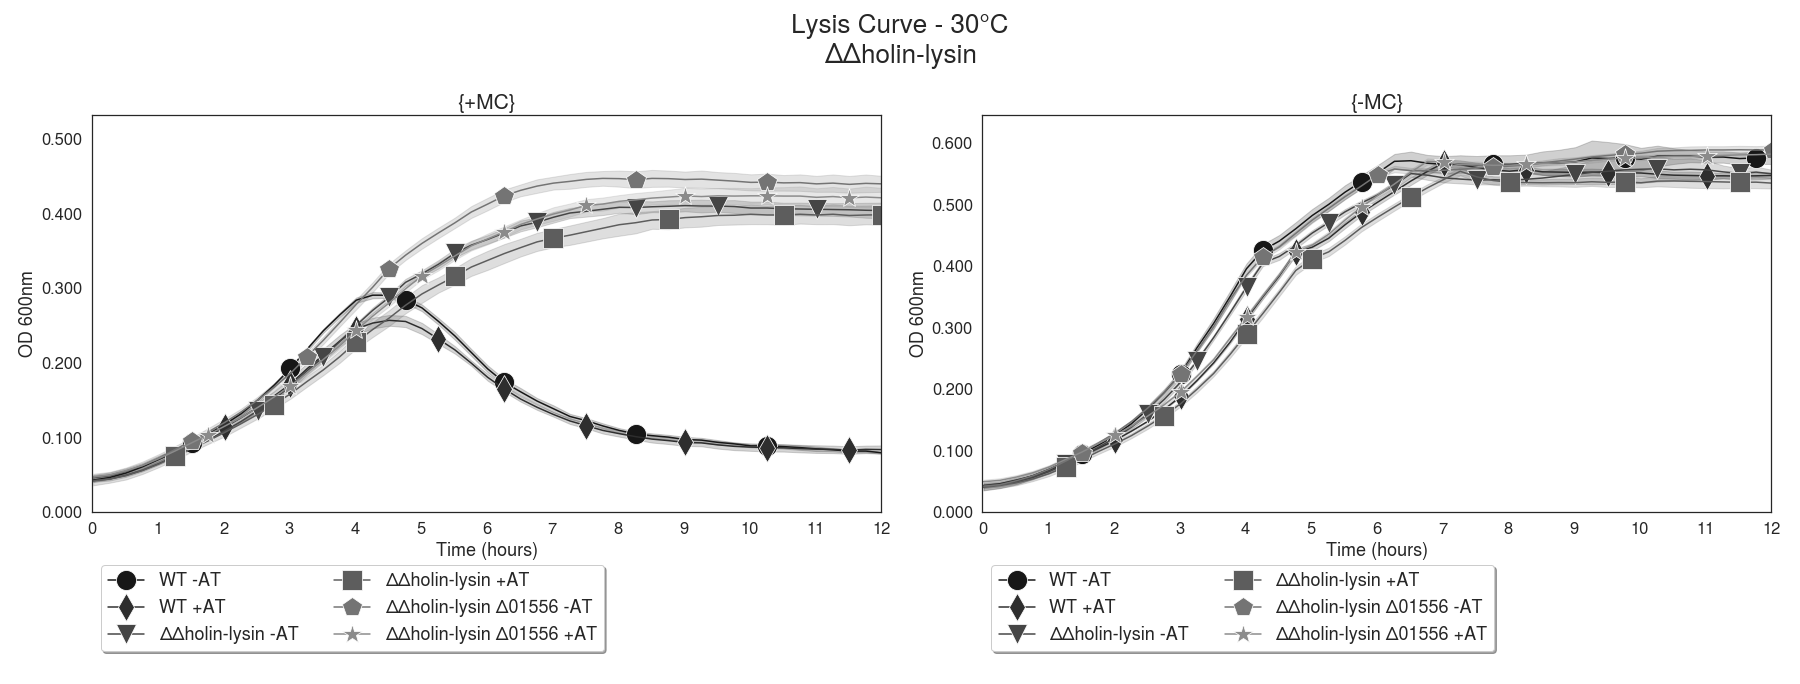 Lysis Curve - 30°C
ΔΔholin-lysin
{+MC}
0.500
0.400
0.300
0.200
0.100
0.000
OD 600nm
0 1 2 3 4 5 6 7 8 9 10 11 12
Time (hours)
WT -AT
WT +AT
ΔΔholin-lysin -AT
ΔΔholin-lysin +AT
ΔΔholin-lysin Δ01556 -AT
ΔΔholin-lysin Δ01556 +AT
{-MC}
0.600
0.500
0.400
0.300
0.200
0.100
0.000
OD 600nm
0 1 2 3 4 5 6 7 8 9 10 11 12
Time (hours)
WT -AT
WT +AT
ΔΔholin-lysin -AT
ΔΔholin-lysin +AT
ΔΔholin-lysin Δ01556 -AT
ΔΔholin-lysin Δ01556 +AT